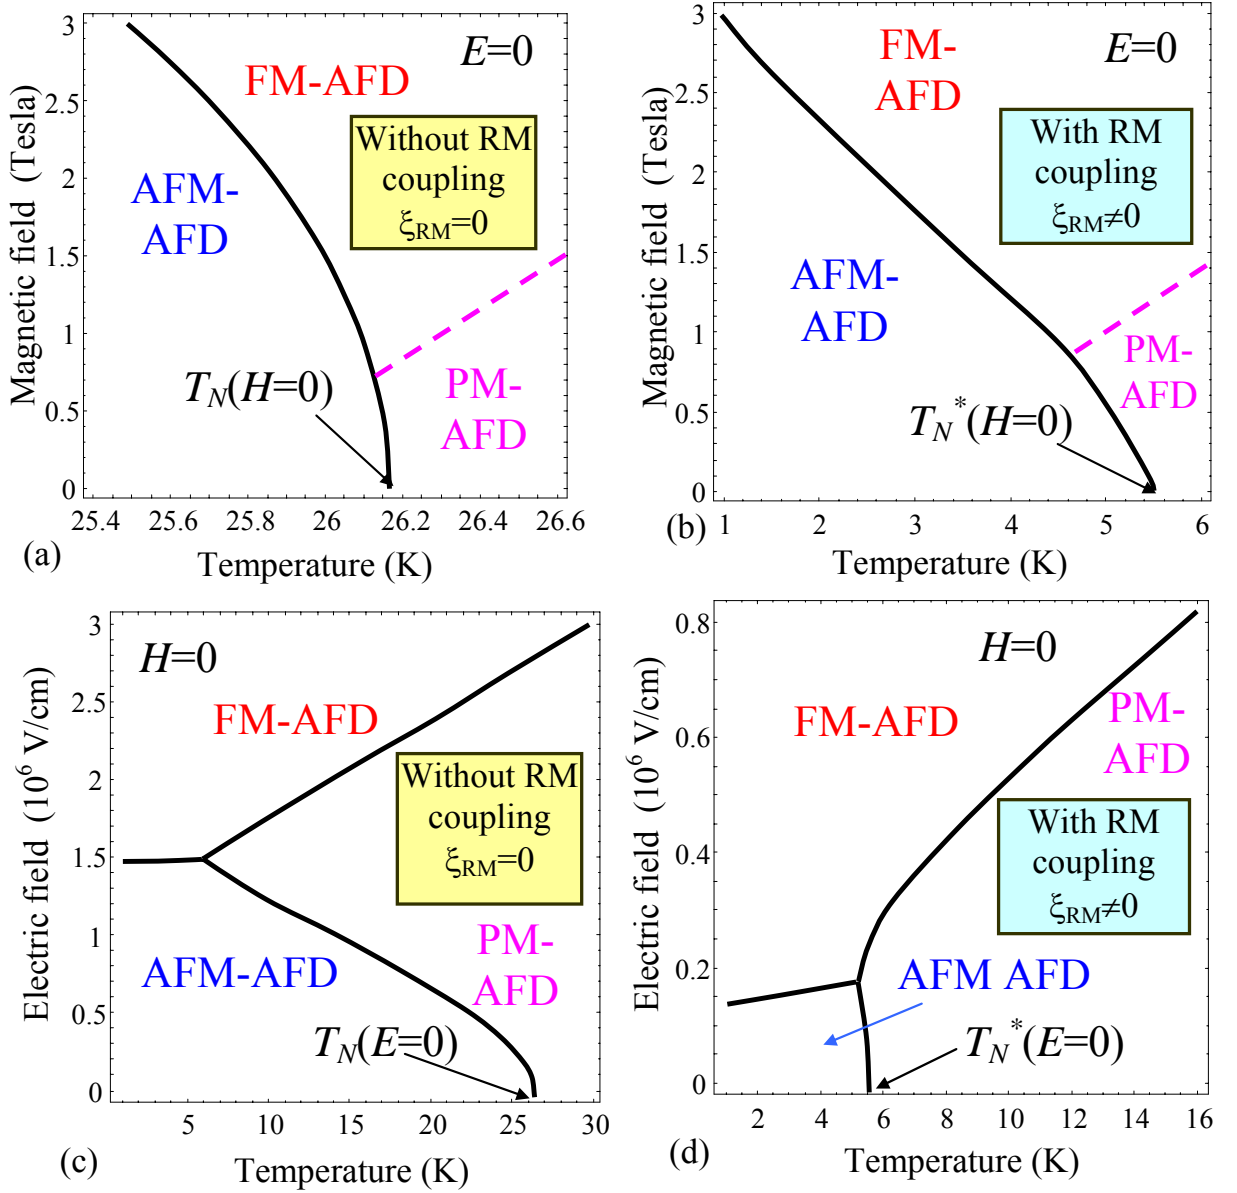 Magnetic field (Tesla)
3
2.5
2
1.5
1
0.5
0
E=0
FM-AFD
Without RM
coupling
ξRM=0
AFM-
AFD
TN(H=0)
PM-
AFD
25.4 25.6 25.8 26 26.2 26.4 26.6
(a)
Temperature (K)
Magnetic field (Tesla)
3
2.5
2
1.5
1
0.5
0
FM-
AFD
E=0
With RM
coupling
ξRM≠0
AFM-
AFD
PM-
AFD
TN*(H=0)
1 2 3 4 5 6
(b)
Temperature (K)
Electric field (10⁶ V/cm)
3
2.5
2
1.5
1
0.5
0
H=0
FM-AFD
Without RM
coupling
ξRM=0
AFM-AFD
PM-
AFD
TN(E=0)
5 10 15 20 25 30
(c)
Temperature (K)
Electric field (10⁶ V/cm)
0.8
0.6
0.4
0.2
0
H=0
FM-AFD
PM-
AFD
With RM
coupling
ξRM≠0
AFM AFD
TN*(E=0)
2 4 6 8 10 12 14 16
(d)
Temperature (K)